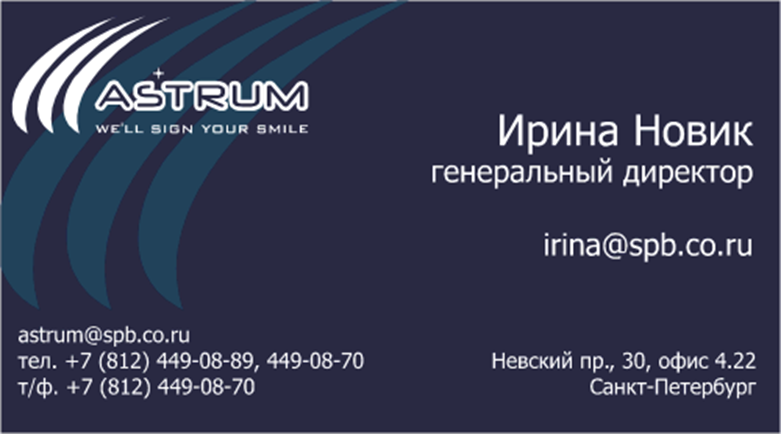 ASTRUM
WE'LL SIGN YOUR SMILE
Ирина Новик
генеральный директор
irina@spb.co.ru
astrum@spb.co.ru
тел. +7 (812) 449-08-89, 449-08-70
т/ф. +7 (812) 449-08-70
Невский пр., 30, офис 4.22
Санкт-Петербург